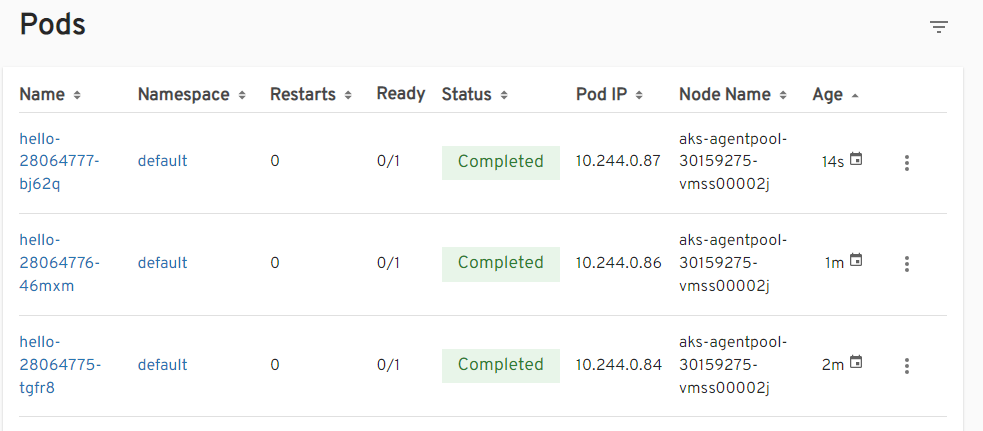 Pods
Name Namespace Restarts Ready Status Pod IP Node Name Age
hello-
28064777-
bj62q
default
0
0/1
Completed
10.244.0.87
aks-agentpool-
30159275-
vmss00002j
14s
hello-
28064776-
46mxm
default
0
0/1
Completed
10.244.0.86
aks-agentpool-
30159275-
vmss00002j
1m
hello-
28064775-
tgfr8
default
0
0/1
Completed
10.244.0.84
aks-agentpool-
30159275-
vmss00002j
2m